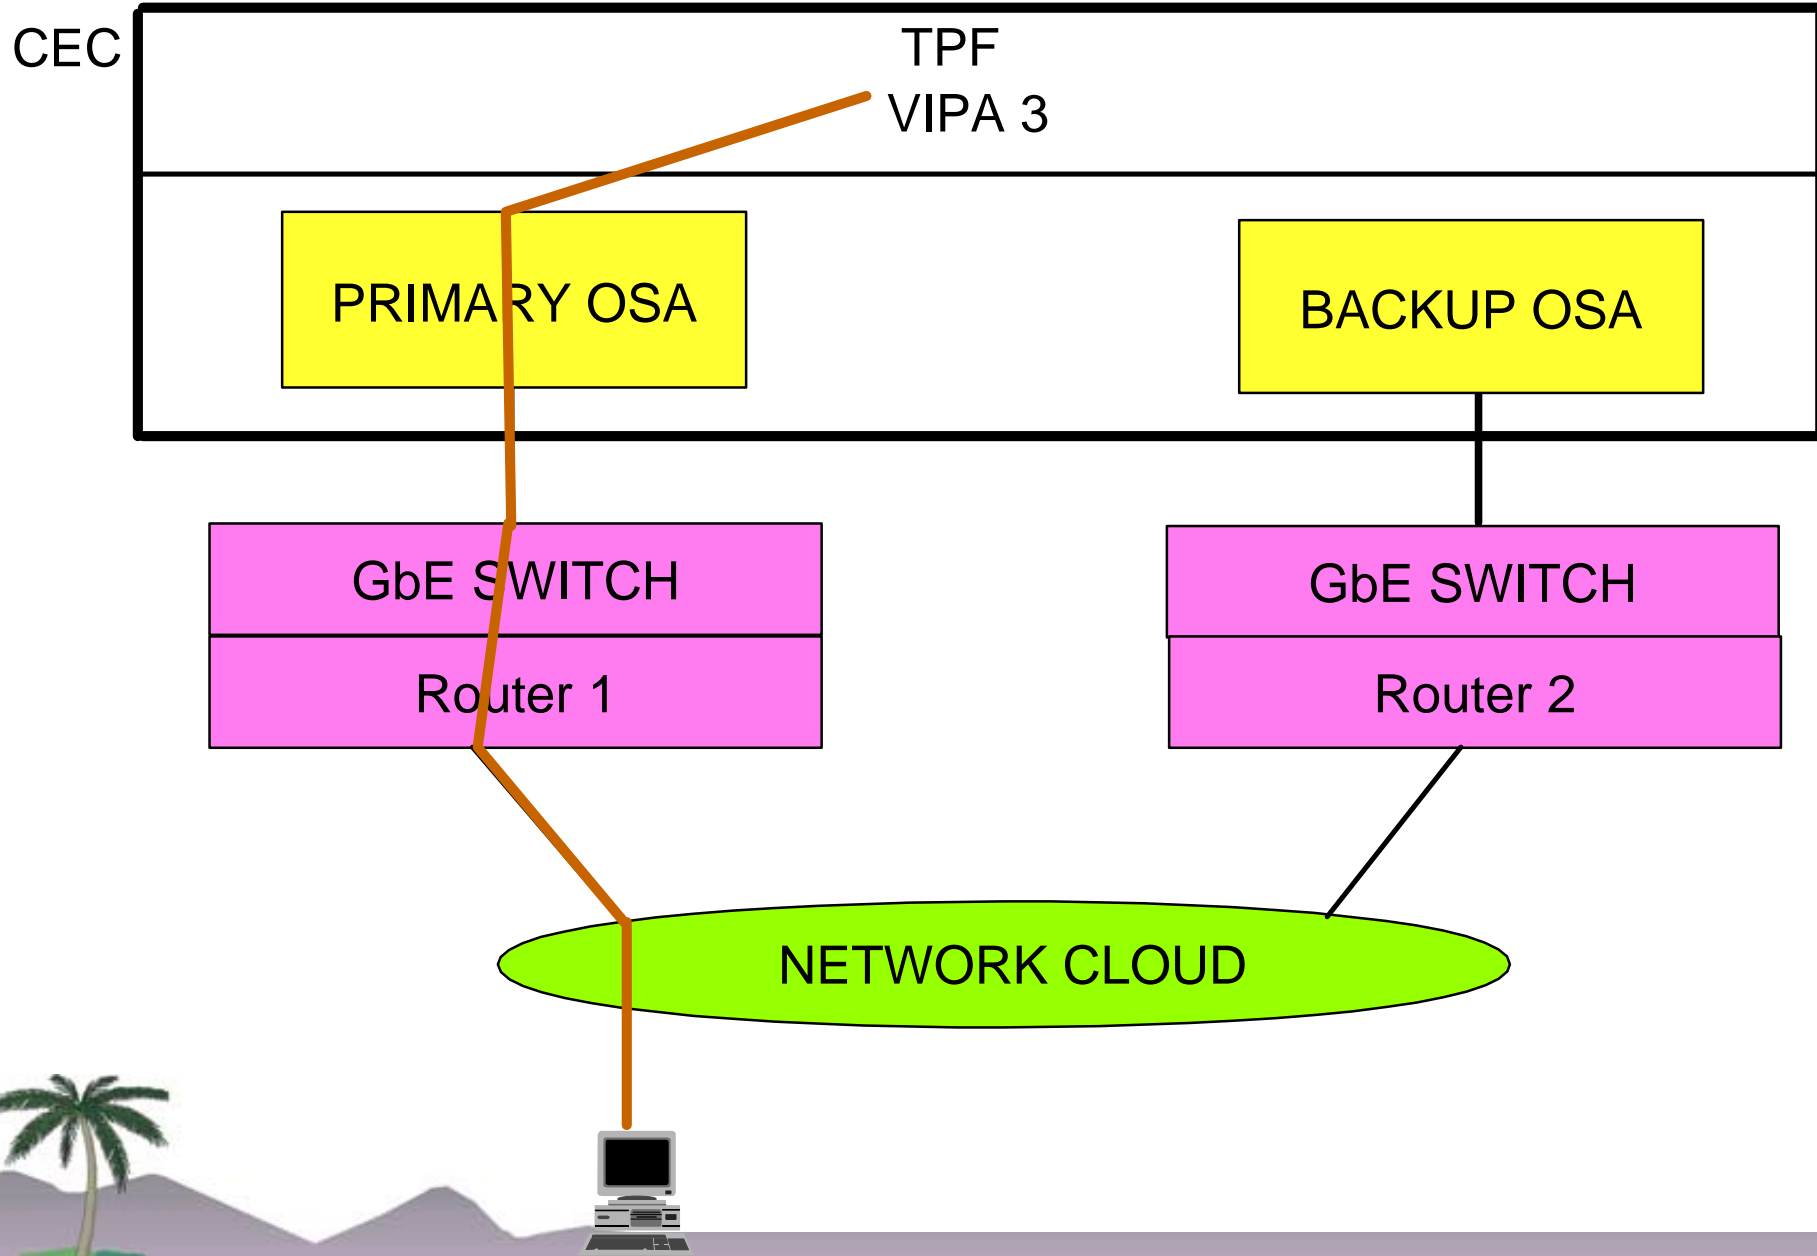 CEC
TPF
VIPA 3
PRIMARY OSA
BACKUP OSA
GbE SWITCH
GbE SWITCH
Router 1
Router 2
NETWORK CLOUD